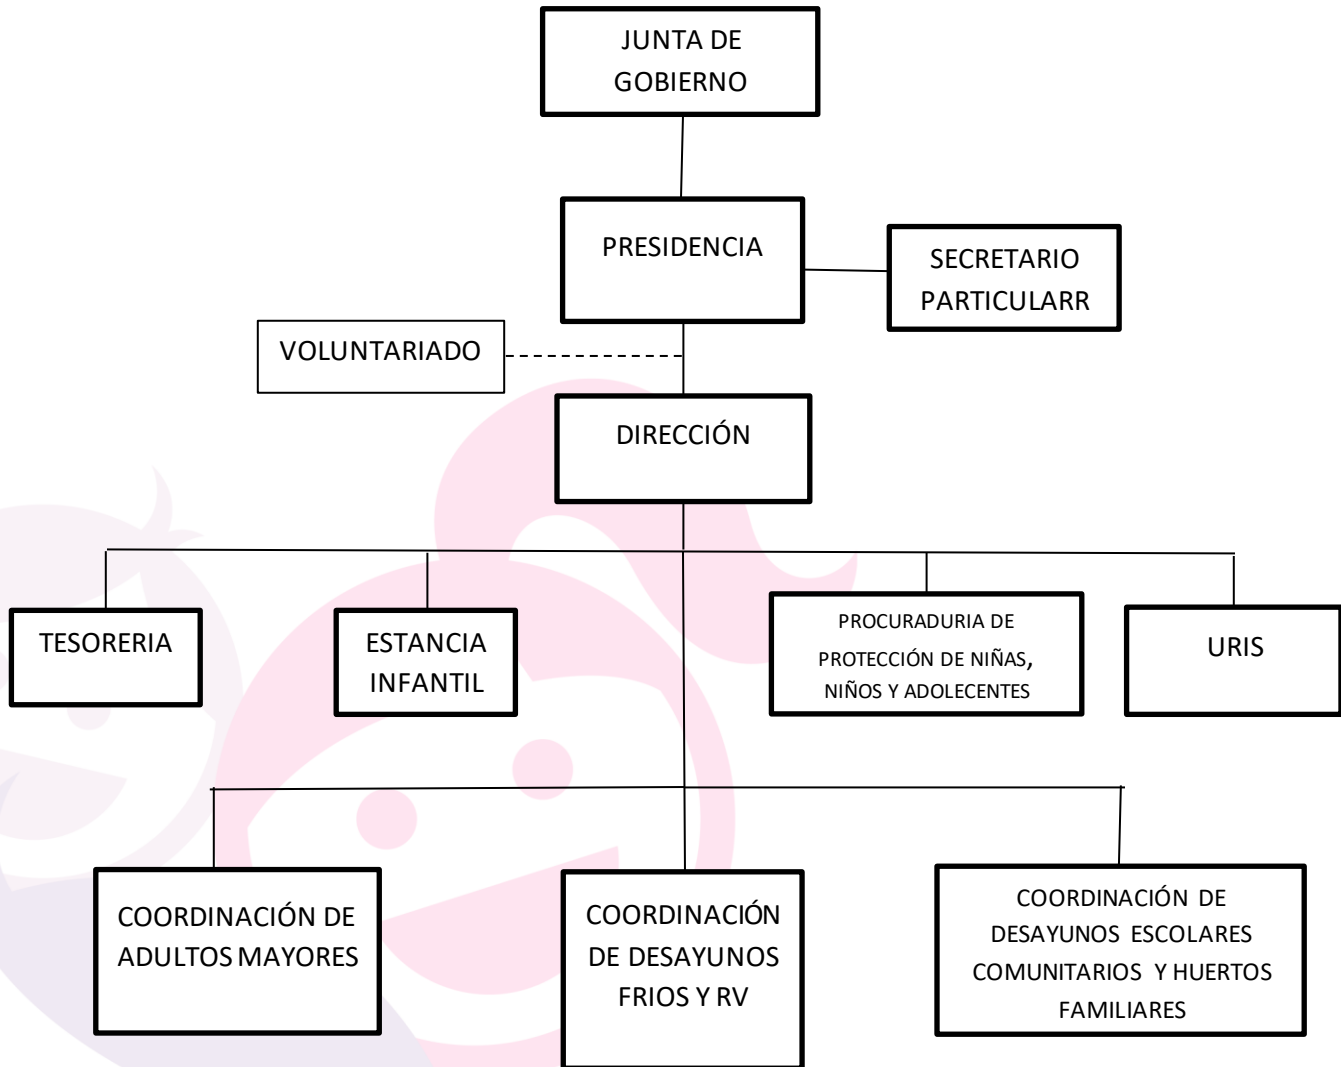 JUNTA DE
GOBIERNO
PRESIDENCIA
SECRETARIO
PARTICULARR
VOLUNTARIADO
DIRECCIÓN
TESORERIA
ESTANCIA
INFANTIL
PROCURADURIA DE
PROTECCIÓN DE NIÑAS,
NIÑOS Y ADOLECENTES
URIS
COORDINACIÓN DE
ADULTOS MAYORES
COORDINACIÓN
DE DESAYUNOS
FRIOS Y RV
COORDINACIÓN DE
DESAYUNOS ESCOLARES
COMUNITARIOS Y HUERTOS
FAMILIARES